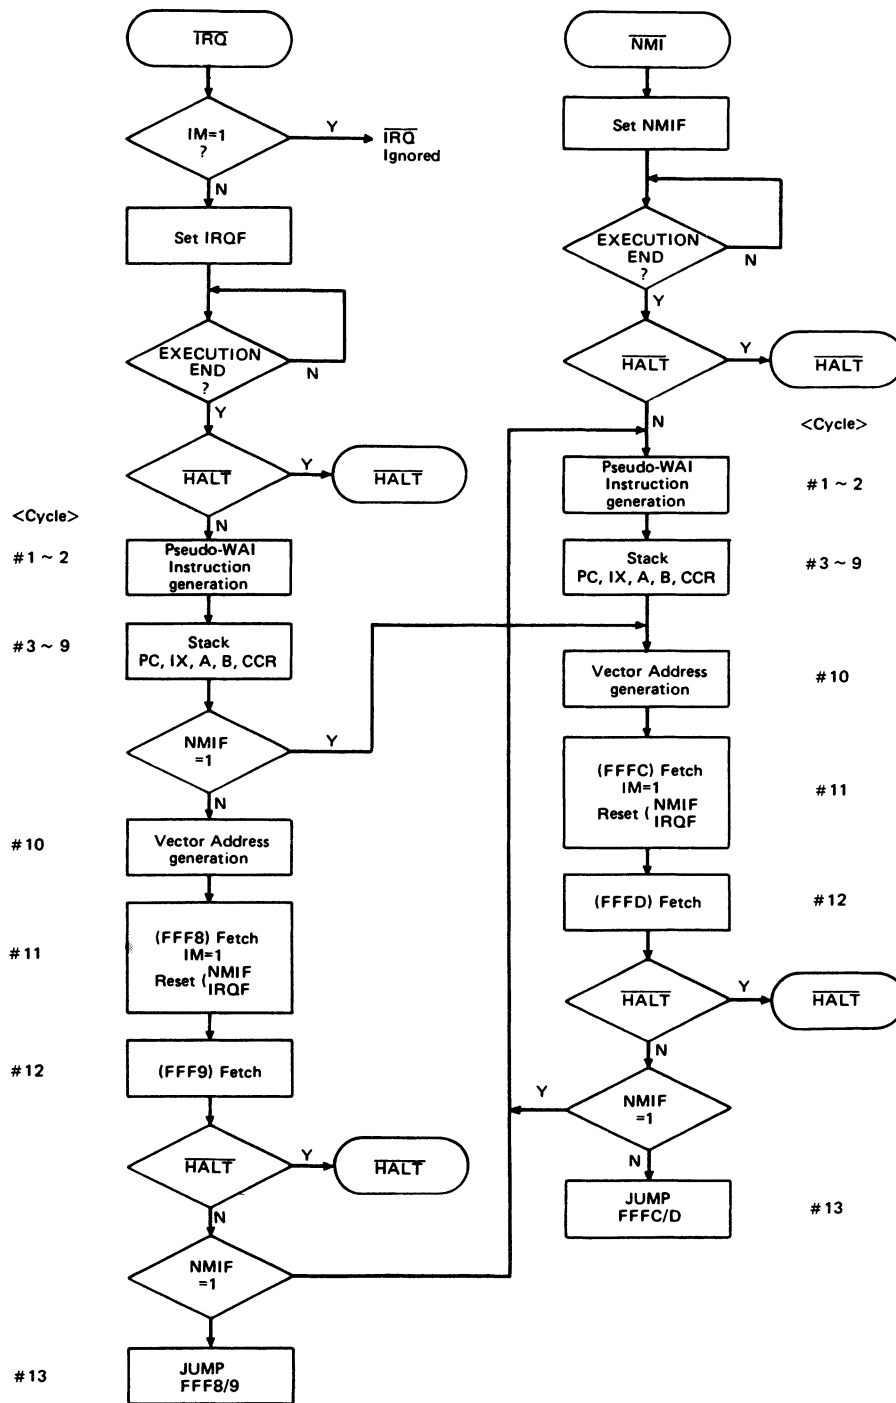 IRQ
IM=1
?
Y
IRQ
Ignored
N
Set IRQF
EXECUTION
END
?
N
Y
HALT
Y
HALT
N
<Cycle>
#1 ~ 2
Pseudo-WAI
Instruction
generation
#3 ~ 9
Stack
PC, IX, A, B, CCR
NMIF
=1
Y
N
#10
Vector Address
generation
#11
(FFF8) Fetch
IM=1
Reset (NMIF
IRQF
#12
(FFF9) Fetch
HALT
Y
HALT
N
NMIF
=1
#13
JUMP
FFF8/9
NMI
Set NMIF
EXECUTION
END
?
N
Y
HALT
Y
HALT
N
<Cycle>
Pseudo-WAI
Instruction
generation
#1 ~ 2
Stack
PC, IX, A, B, CCR
#3 ~ 9
Vector Address
generation
#10
(FFFC) Fetch
IM=1
Reset (NMIF
IRQF
#11
(FFFD) Fetch
#12
HALT
Y
HALT
N
NMIF
=1
Y
N
JUMP
FFFC/D
#13